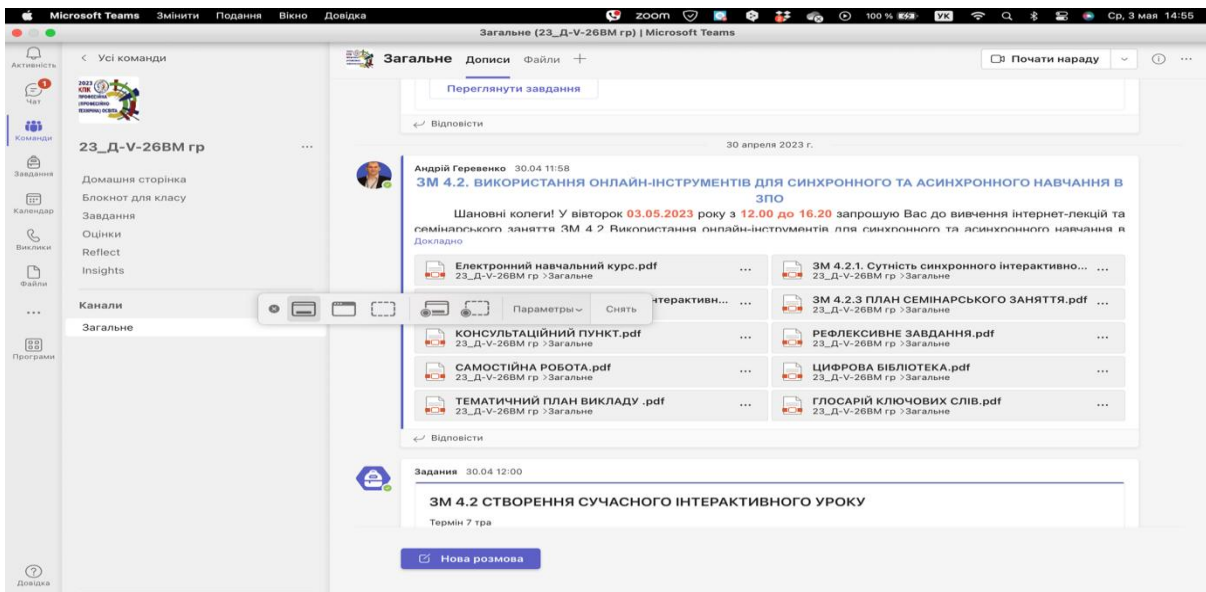 Microsoft Teams Змінити Подання Вікно Довідка zoom 100 % УК Ср, 3 мая 14:55
Загальне (23_Д-V-26ВМ гр) | Microsoft Teams
Активність
Чат
1
Команди
Завдання
Календар
Виклики
Файли
Програми
Довідка
< Усі команди
2023
23_Д-V-26ВМ гр ...
Домашня сторінка
Блокнот для класу
Завдання
Оцінки
Reflect
Insights
Канали
Загальне
Загальне Дописи Файли +
Почати нараду
Переглянути завдання
Відповісти
30 апреля 2023 г.
Андрій Геревенко 30.04 11:58
ЗМ 4.2. ВИКОРИСТАННЯ ОНЛАЙН-ІНСТРУМЕНТІВ ДЛЯ СИНХРОННОГО ТА АСИНХРОННОГО НАВЧАННЯ В
ЗПО
Шановні колеги! У вівторок 03.05.2023 року з 12.00 до 16.20 запрошую Вас до вивчення інтернет-лекцій та
семінарського заняття ЗМ 4.2 Використання онлайн-інструментів для синхронного та асинхронного навчання в
Докладно
Електронний навчальний курс.pdf ...
23_Д-V-26ВМ гр >Загальне
ЗМ 4.2.1. Сутність синхронного інтерактивно... ...
23_Д-V-26ВМ гр >Загальне
нтерактивн... ...
ЗМ 4.2.3 ПЛАН СЕМІНАРСЬКОГО ЗАНЯТТЯ.pdf ...
23_Д-V-26ВМ гр >Загальне
Параметры Снять
КОНСУЛЬТАЦІЙНИЙ ПУНКТ.pdf ...
23_Д-V-26ВМ гр >Загальне
РЕФЛЕКСИВНЕ ЗАВДАННЯ.pdf ...
23_Д-V-26ВМ гр >Загальне
САМОСТІЙНА РОБОТА.pdf ...
23_Д-V-26ВМ гр >Загальне
ЦИФРОВА БІБЛІОТЕКА.pdf ...
23_Д-V-26ВМ гр >Загальне
ТЕМАТИЧНИЙ ПЛАН ВИКЛАДУ .pdf ...
23_Д-V-26ВМ гр >Загальне
ГЛОСАРІЙ КЛЮЧОВИХ СЛІВ.pdf ...
23_Д-V-26ВМ гр >Загальне
Відповісти
Задания 30.04 12:00
ЗМ 4.2 СТВОРЕННЯ СУЧАСНОГО ІНТЕРАКТИВНОГО УРОКУ
Термін 7 тра
Нова розмова